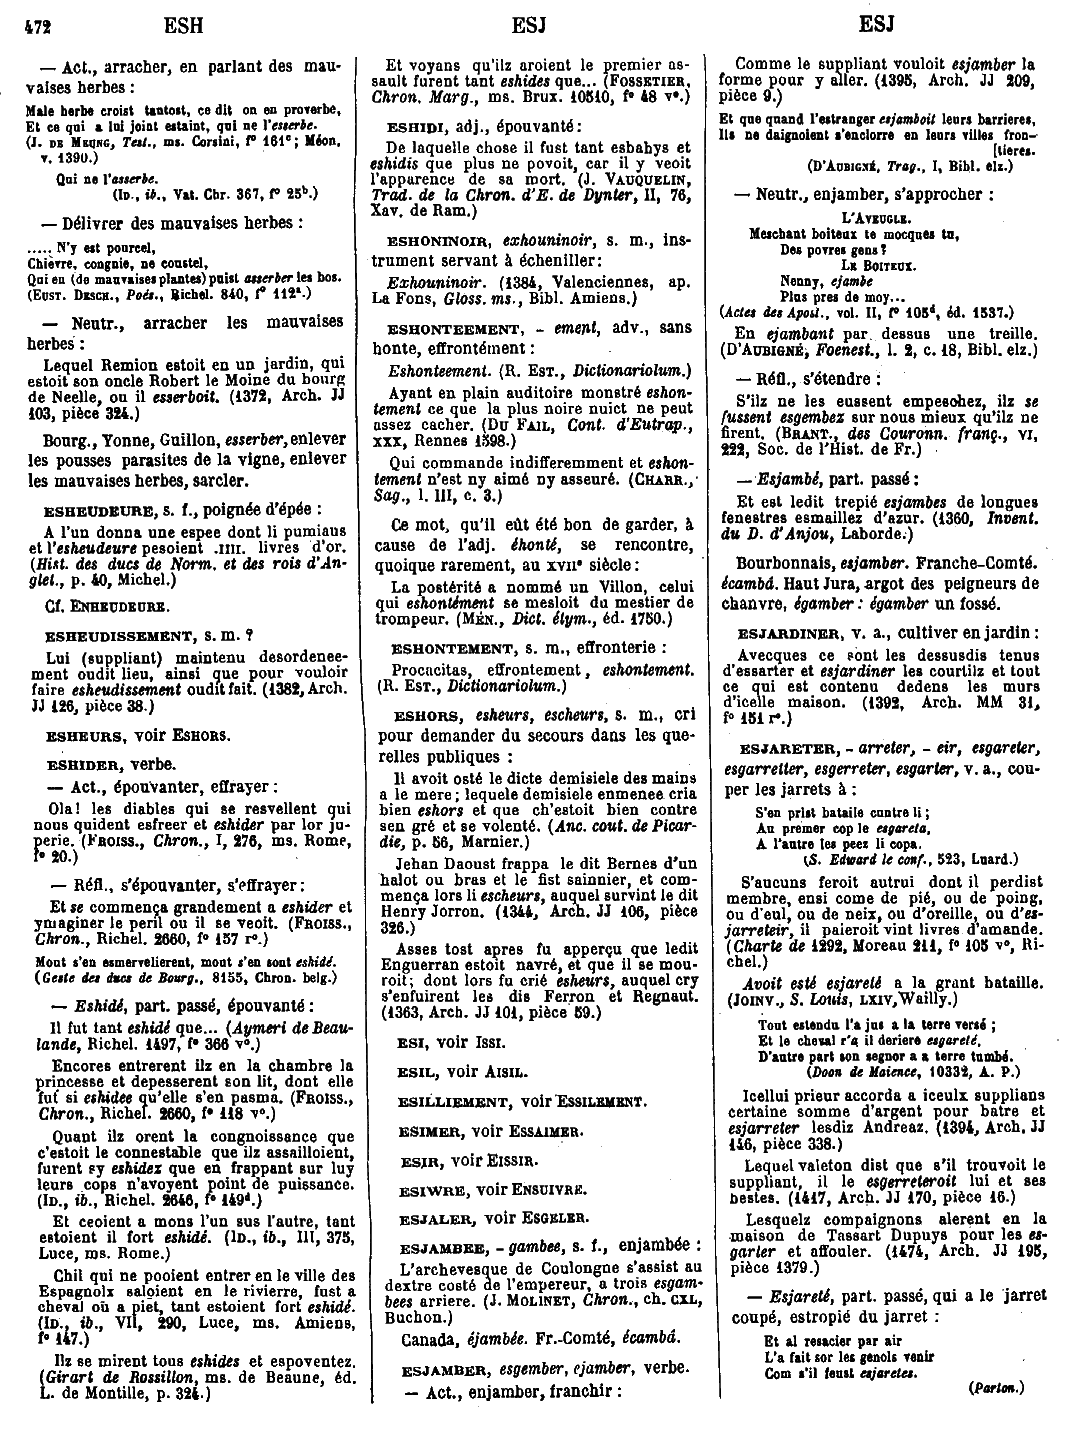 472 ESH ESJ ESJ
— Act., arracher, en parlant des mau-
vaises herbes :
Male herbe croist tantost, ce dit on en proverbe,
Et ce qui a lui joint estaint, qui ne l'esserbe.
(J. DE MEUNG, Test., ms. Corsini, f° 161c; Méon,
v. 1390.)
Qui ne l'asserbe.
(ID., ib., Vat. Chr. 367, f° 25b.)
— Délivrer des mauvaises herbes :
..... N'y est pourcel,
Chièvre, congnie, ne coustel,
Qui en (de mauvaises plantes) puist asserber les bos.
(EUST. DESCH., Poés., Richel. 840, f° 112a.)
— Neutr., arracher les mauvaises
herbes :
Lequel Remion estoit en un jardin, qui
estoit son oncle Robert le Moine du bourg
de Neelle, ou il esserboit. (1372, Arch. JJ
103, pièce 324.)
Bourg., Yonne, Guillon, esserber, enlever
les pousses parasites de la vigne, enlever
les mauvaises herbes, sarcler.
ESHEUDEURE, s. f., poignée d'épée :
A l'un donna une espee dont li pumiaus
et l'esheudeure pesoient .IIII. livres d'or.
(Hist. des ducs de Norm. et des rois d'An-
glet., p. 40, Michel.)
Cf. ENHEUDEURE.
ESHEUDISSEMENT, s. m. ?
Lui (suppliant) maintenu desordenee-
ment oudit lieu, ainsi que pour vouloir
faire esheudissement oudit fait. (1382, Arch.
JJ 126, pièce 38.)
ESHEURS, voir ESHORS.
ESHIDER, verbe.
— Act., épouvanter, effrayer :
Ola! les diables qui se resvellent qui
nous quident esfreer et eshider par lor ju-
perie. (FROISS., Chron., I, 276, ms. Rome,
f° 20.)
— Réfl., s'épouvanter, s'effrayer :
Et se commença grandement a eshider et
ymaginer le peril ou il se veoit. (FROISS.,
Chron., Richel. 2660, f° 157 r°.)
Mout s'en esmervelierent, mout s'en sont eshidé.
(Geste des ducs de Bourg., 8155, Chron. belg.)
— Eshidé, part. passé, épouvanté :
Il fut tant eshidé que... (Aymeri de Beau-
lande, Richel. 1497, f° 366 v°.)
Encores entrerent ilz en la chambre la
princesse et depesserent son lit, dont elle
fuf si eshidee qu'elle s'en pasma. (FROISS.,
Chron., Richel. 2660, f° 118 v°.)
Quant ilz orent la congnoissance que
c'estoit le connestable que ilz assailloient,
furent sy eshidez que en frappant sur luy
leurs cops n'avoyent point de puissance.
(ID., ib., Richel. 2646, f° 149d.)
Et ceoient a mons l'un sus l'autre, tant
estoient il fort eshidé. (ID., ib., III, 375,
Luce, ms. Rome.)
Chil qui ne pooient entrer en le ville des
Espagnolx saloient en le rivierre, fust a
cheval ou a piet, tant estoient fort eshidé.
(ID., ib., VII, 290, Luce, ms. Amiens,
f° 147.)
Ilz se mirent tous eshides et espoventez.
(Girart de Rossillon, ms. de Beaune, éd.
L. de Montille, p. 324.)
Et voyans qu'ilz aroient le premier as-
sault furent tant eshides que... (FOSSETIER,
Chron. Marg., ms. Brux. 10510, f° 48 v°.)
ESHIDI, adj., épouvanté :
De laquelle chose il fust tant esbahys et
eshidis que plus ne povoit, car il y veoit
l'apparence de sa mort. (J. VAUQUELIN,
Trad. de la Chron. d'E. de Dynter, II, 76,
Xav. de Ram.)
ESHONINOIR, exhouninoir, s. m., ins-
trument servant à écheniller:
Exhouninoir. (1384, Valenciennes, ap.
La Fons, Gloss. ms., Bibl. Amiens.)
ESHONTEEMENT, - ement, adv., sans
honte, effrontément :
Eshonteement. (R. EST., Dictionariolum.)
Ayant en plain auditoire monstré eshon-
tement ce que la plus noire nuict ne peut
assez cacher. (DU FAIL, Cont. d'Eutrap.,
XXX, Rennes 1598.)
Qui commande indifferemment et eshon-
tement n'est ny aimé ny asseuré. (CHARR.,
Sag., l. III, c. 3.)
Ce mot, qu'il eût été bon de garder, à
cause de l'adj. éhonté, se rencontre,
quoique rarement, au XVIIe siècle :
La postérité a nommé un Villon, celui
qui eshontément se mesloit du mestier de
trompeur. (MÉN., Dict. étym., éd. 1750.)
ESHONTEMENT, s. m., effronterie :
Procacitas, effrontement, eshontement.
(R. EST., Dictionariolum.)
ESHORS, esheurs, escheurs, s. m., cri
pour demander du secours dans les que-
relles publiques :
Il avoit osté le dicte demisiele des mains
a le mere; lequele demisiele enmenee cria
bien eshors et que ch'estoit bien contre
sen gré et se volenté. (Anc. cout. de Picar-
die, p. 56, Marnier.)
Jehan Daoust frappa le dit Bernes d'un
halot ou bras et le fist sainnier, et com-
mença lors li escheurs, auquel survint le dit
Henry Jorron. (1344, Arch. JJ 106, pièce
326.)
Asses tost apres fu apperçu que ledit
Enguerran estoit navré, et que il se mou-
roit; dont lors fu crié esheurs, auquel cry
s'enfuirent les dis Ferron et Regnaut.
(1363, Arch. JJ 101, pièce 59.)
ESI, voir ISSI.
ESIL, voir AISIL.
ESILLIEMENT, voir ESSILEMENT.
ESIMER, voir ESSAIMER.
ESIR, voir EISSIR.
ESIWRE, voir ENSUIVRE.
ESJALER, voir ESGELER.
ESJAMBEE, - gambee, s. f., enjambée :
L'archevesque de Coulongne s'assist au
dextre costé de l'empereur, a trois esgam-
bees arriere. (J. MOLINET, Chron., ch. CXL,
Buchon.)
Canada, éjambée. Fr.-Comté, écambá.
ESJAMBER, esgember, ejamber, verbe.
— Act., enjamber, franchir :
Comme le suppliant vouloit esjamber la
forme pour y aller. (1395, Arch. JJ 209,
pièce 9.)
Et que quand l'estranger esjamboit leurs barrieres,
Ils ne daignoient s'enclorre en leurs villes fron-
[tieres.
(D'AUBIGNÉ, Trag., I, Bibl. elz.)
— Neutr., enjamber, s'approcher :
L'AVEUGLE.
Meschant boiteux te mocques tu,
Des povres gens?
LE BOITEUX.
Nenny, ejambe
Plus pres de moy...
(Actes des Apost., vol. II, f° 105d, éd. 1537.)
En ejambant par dessus une treille.
(D'AUBIGNÉ, Foenest., l. 2, c. 18, Bibl. elz.)
— Réfl., s'étendre :
S'ilz ne les eussent empeschez, ilz se
fussent esgembez sur nous mieux qu'ilz ne
firent. (BRANT., des Couronn. franç., VI,
222, Soc. de l'Hist. de Fr.)
— Esjambé, part. passé :
Et est ledit trepié esjambes de longues
fenestres esmaillez d'azur. (1360, Invent.
du D. d'Anjou, Laborde.)
Bourbonnais, esjamber. Franche-Comté.
écambá. Haut Jura, argot des peigneurs de
chanvre, égamber : égamber un fossé.
ESJARDINER, v. a., cultiver en jardin :
Avecques ce sont les dessusdis tenus
d'essarter et esjardiner les courtilz et tout
ce qui est contenu dedens les murs
d'icelle maison. (1392, Arch. MM 31,
f° 151 r°.)
ESJARETER, - arreter, - eir, esgareter,
esgarretter, esgerreter, esgarter, v. a., cou-
per les jarrets à :
S'en prist bataile cuntre li ;
Au premer cop le esgareta,
A l'autre les peez li copa.
(S. Edward le conf., 523, Luard.)
S'aucuns feroit autrui dont il perdist
membre, ensi come de pié, ou de poing,
ou d'eul, ou de neix, ou d'oreille, ou d'es-
jarreteir, il paieroit vint livres d'amande.
(Charte de 1292, Moreau 211, f° 105 v°, Ri-
chel.)
Avoit esté esjareté a la grant bataille.
(JOINV., S. Louis, LXIV, Wailly.)
Tout estendu l'a jus a la terre versé ;
Et le cheval r'a il deriere esgareté,
D'autre part son segnor a a terre tumbé.
(Doon de Maience, 10332, A. P.)
Icellui prieur accorda a iceulx supplians
certaine somme d'argent pour batre et
esjarreter lesdiz Andreaz. (1394, Arch. JJ
146, pièce 338.)
Lequel valeton dist que s'il trouvoit le
suppliant, il le esgerreteroit lui et ses
bestes. (1417, Arch. JJ 170, pièce 16.)
Lesquelz compaignons alerent en la
maison de Tassart Dupuys pour les es-
garter et affouler. (1474, Arch. JJ 195,
pièce 1379.)
— Esjareté, part. passé, qui a le jarret
coupé, estropié du jarret :
Et al resacier par air
L'a fait sor les genols venir
Com s'il feust esjaretes.
(Parton.)